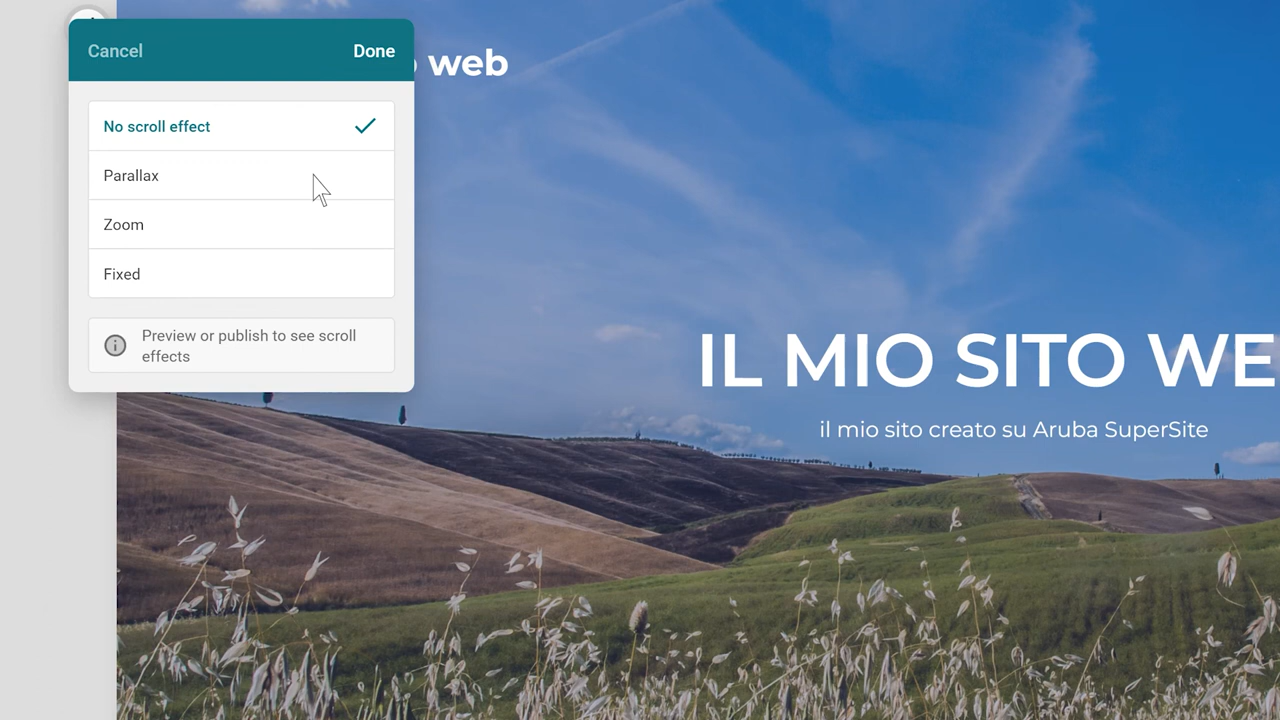 Cancel
Done
web
No scroll effect
Parallax
Zoom
Fixed
Preview or publish to see scroll
effects
IL MIO SITO WE
il mio sito creato su Aruba SuperSite